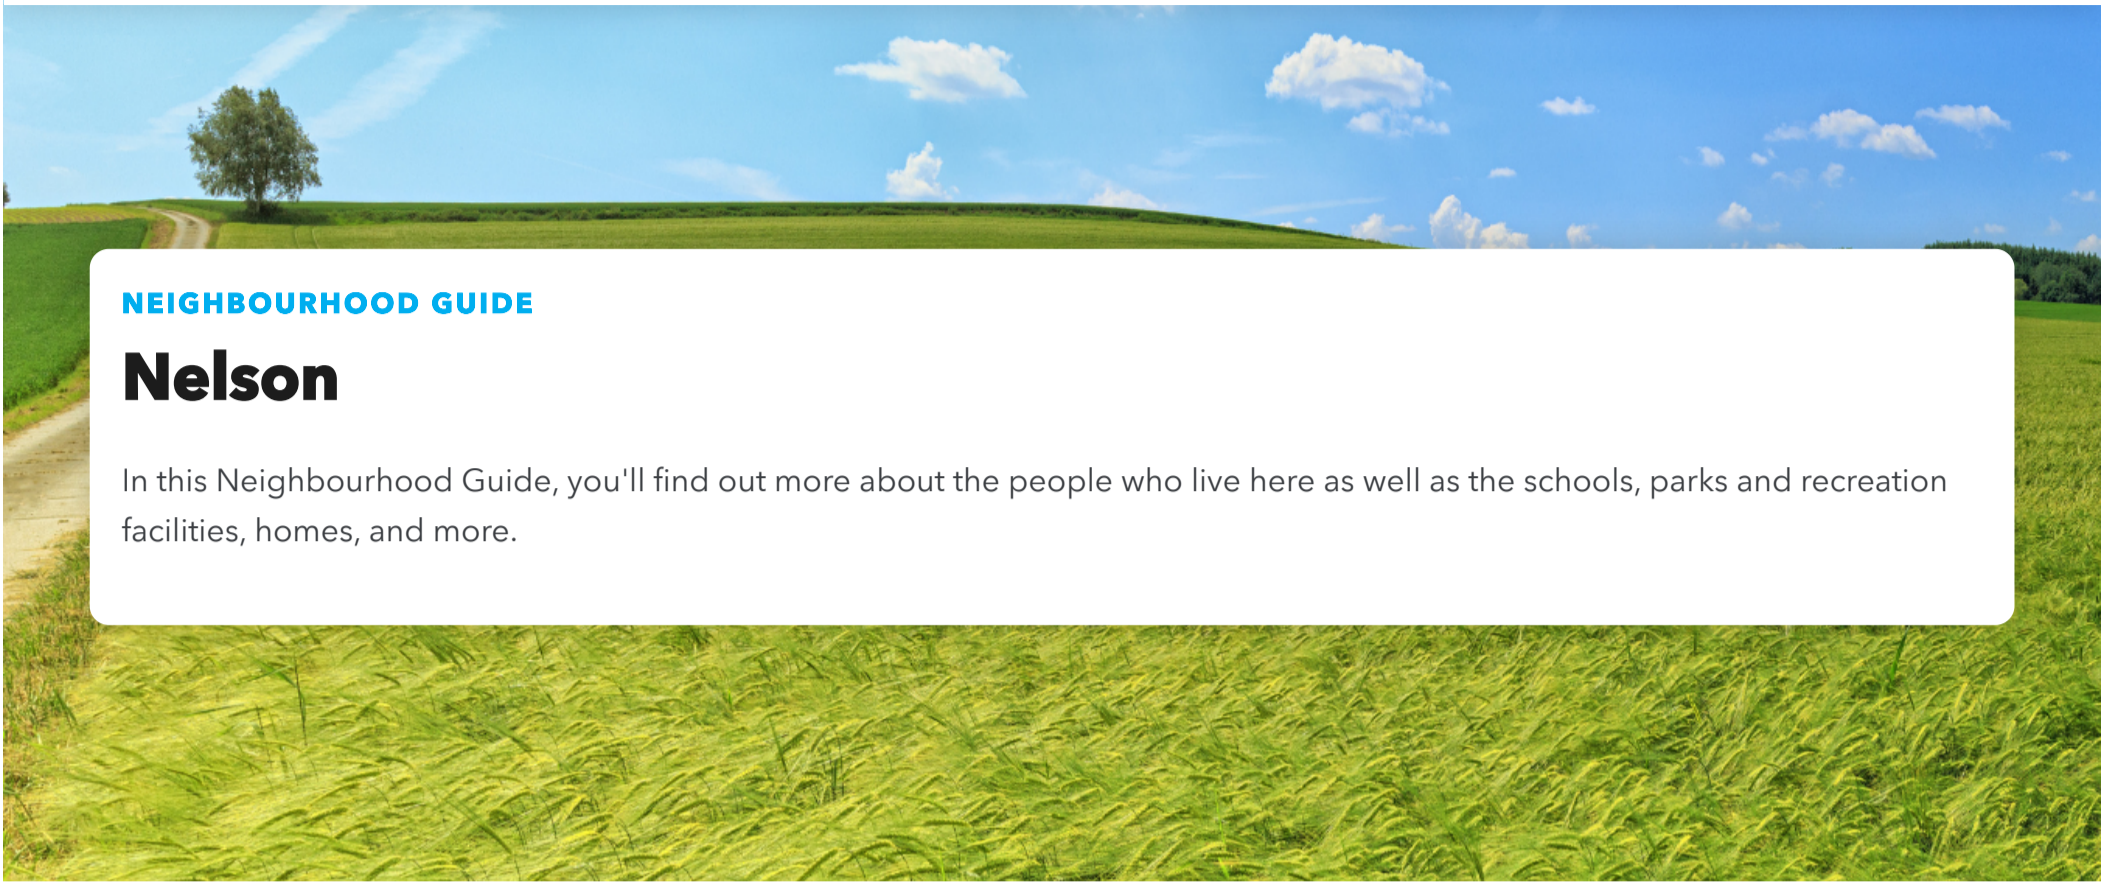 NEIGHBOURHOOD GUIDE
Nelson
In this Neighbourhood Guide, you'll find out more about the people who live here as well as the schools, parks and recreation
facilities, homes, and more.